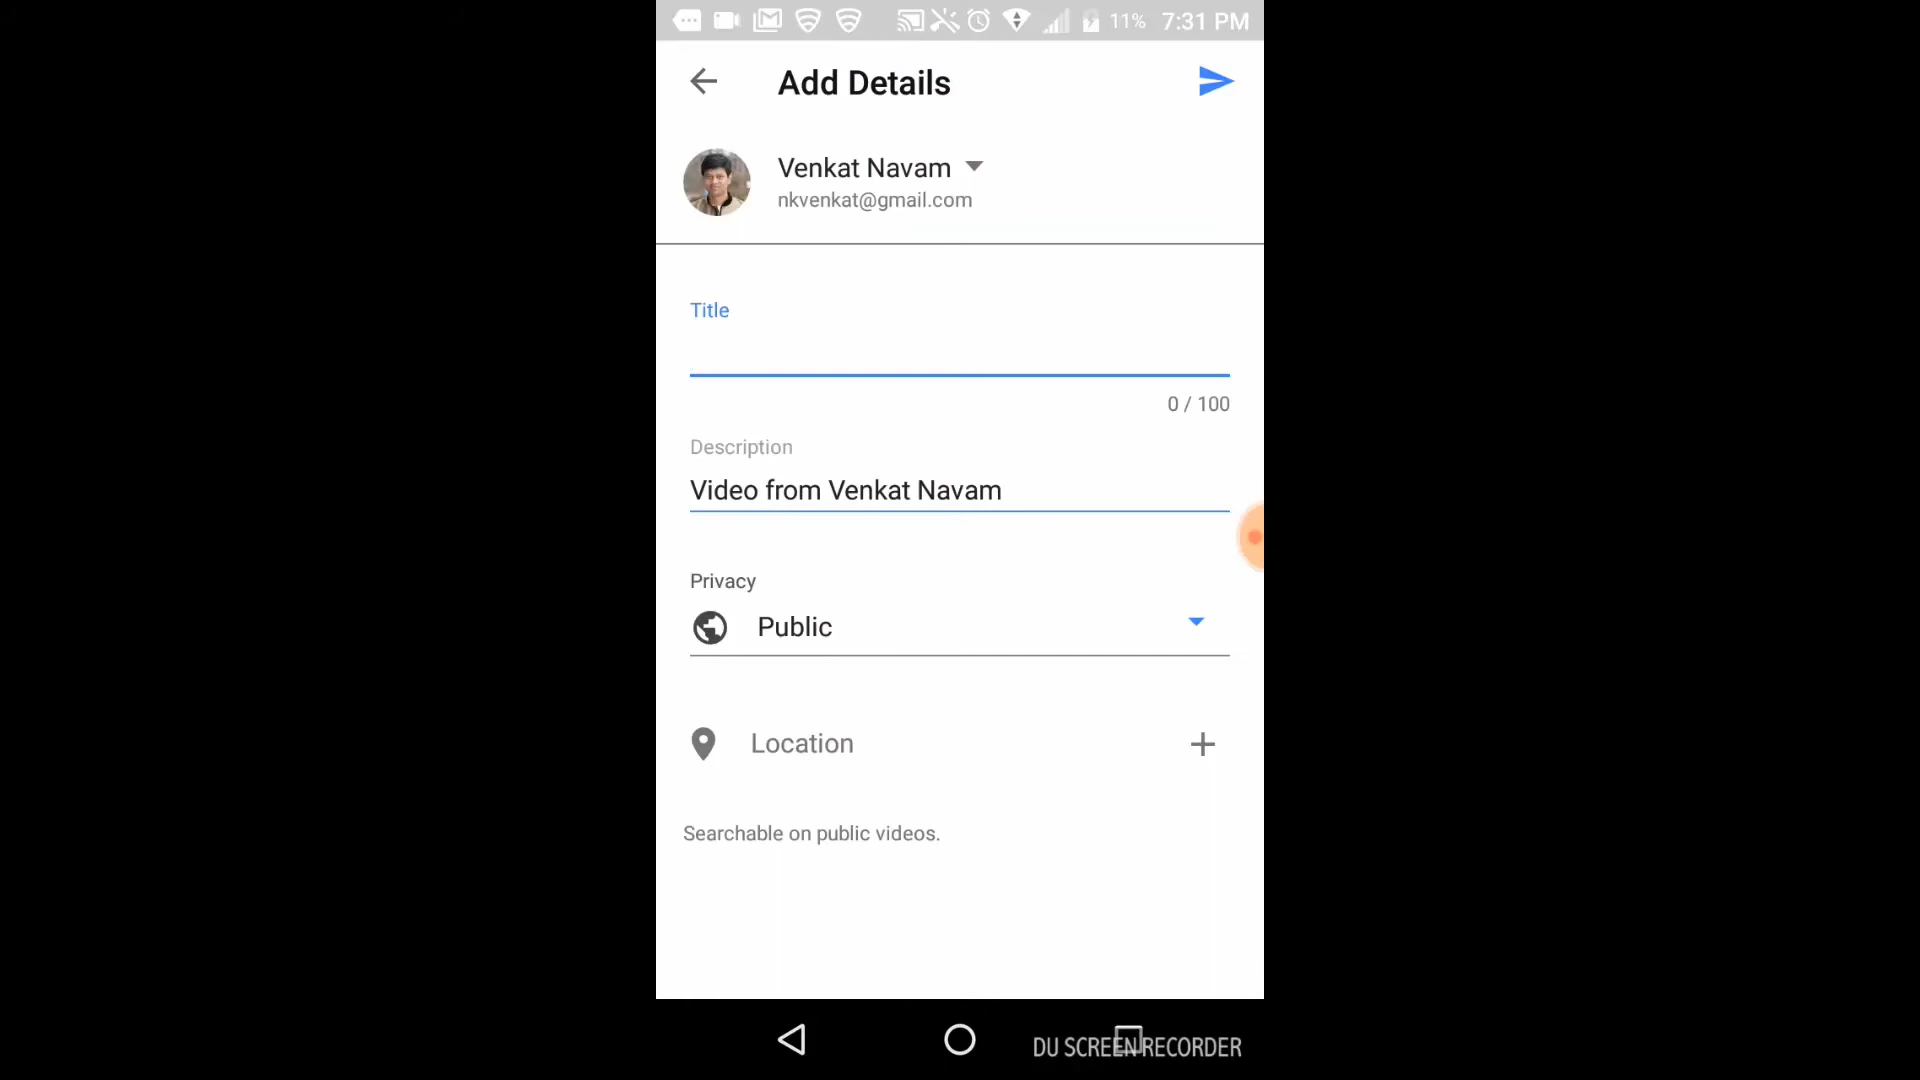 11% 7:31 PM
Add Details
Venkat Navam
nkvenkat@gmail.com
Title
0 / 100
Description
Video from Venkat Navam
Privacy
Public
Location
Searchable on public videos.
DU SCREEN RECORDER